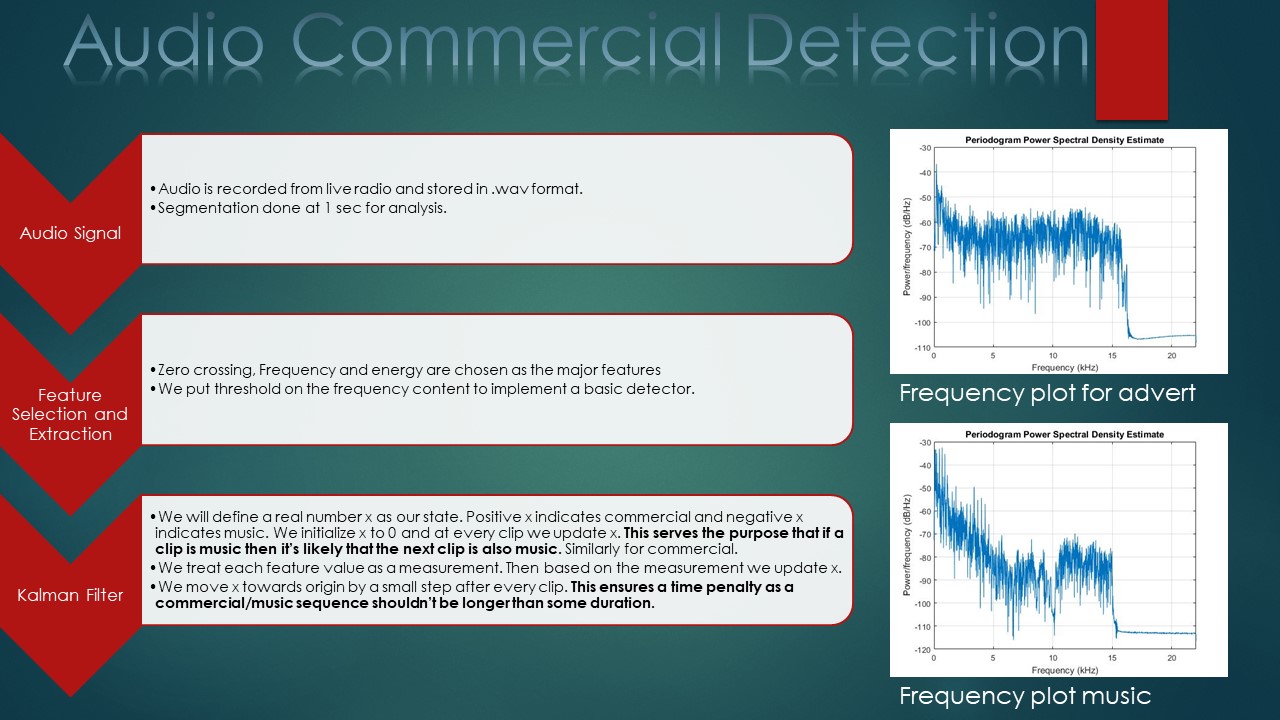 Audio Commercial Detection
Audio Signal
•Audio is recorded from live radio and stored in .wav format.
•Segmentation done at 1 sec for analysis.
Feature
Selection and
Extraction
•Zero crossing, Frequency and energy are chosen as the major features
•We put threshold on the frequency content to implement a basic detector.
Kalman Filter
•We will define a real number x as our state. Positive x indicates commercial and negative x
indicates music. We initialize x to 0 and at every clip we update x. This serves the purpose that if a
clip is music then it's likely that the next clip is also music. Similarly for commercial.
•We treat each feature value as a measurement. Then based on the measurement we update x.
•We move x towards origin by a small step after every clip. This ensures a time penalty as a
commercial/music sequence shouldn't be longer than some duration.
Periodogram Power Spectral Density Estimate
Power/frequency (dB/Hz)
-30
-40
-50
-60
-70
-80
-90
-100
-110
0 5 10 15 20
Frequency (kHz)
Frequency plot for advert
Periodogram Power Spectral Density Estimate
Power/frequency (dB/Hz)
-30
-40
-50
-60
-70
-80
-90
-100
-110
-120
0 5 10 15 20
Frequency (kHz)
Frequency plot music